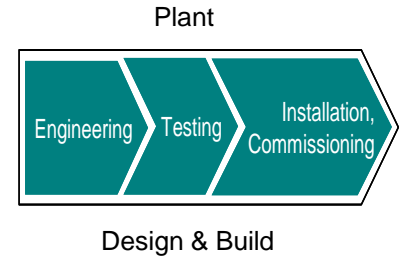 Plant
Engineering
Testing
Installation,
Commissioning
Design & Build